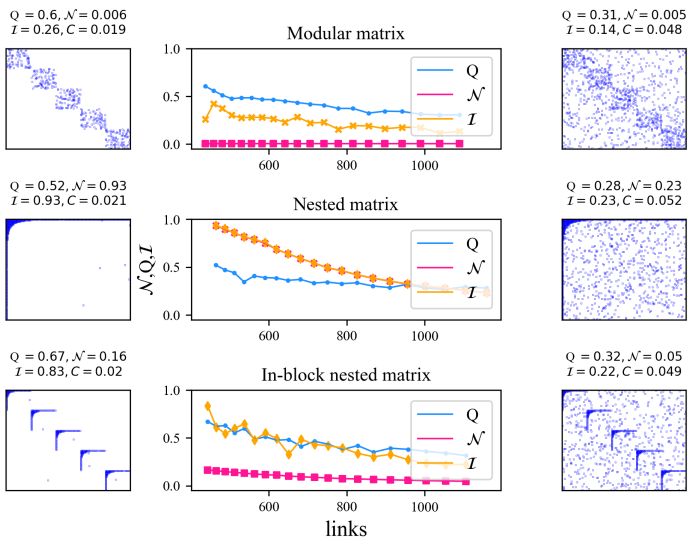 Q = 0.6, 𝒩 = 0.006
ℐ = 0.26, C = 0.019
Modular matrix
Q = 0.31, 𝒩 = 0.005
ℐ = 0.14, C = 0.048
1.0
0.5
0.0
Q
𝒩
ℐ
600
800
1000
Q = 0.52, 𝒩 = 0.93
ℐ = 0.93, C = 0.021
Nested matrix
Q = 0.28, 𝒩 = 0.23
ℐ = 0.23, C = 0.052
𝒩,Q,ℐ
1.0
0.5
0.0
Q
𝒩
ℐ
600
800
1000
Q = 0.67, 𝒩 = 0.16
ℐ = 0.83, C = 0.02
In-block nested matrix
Q = 0.32, 𝒩 = 0.05
ℐ = 0.22, C = 0.049
1.0
0.5
0.0
Q
𝒩
ℐ
600
800
1000
links